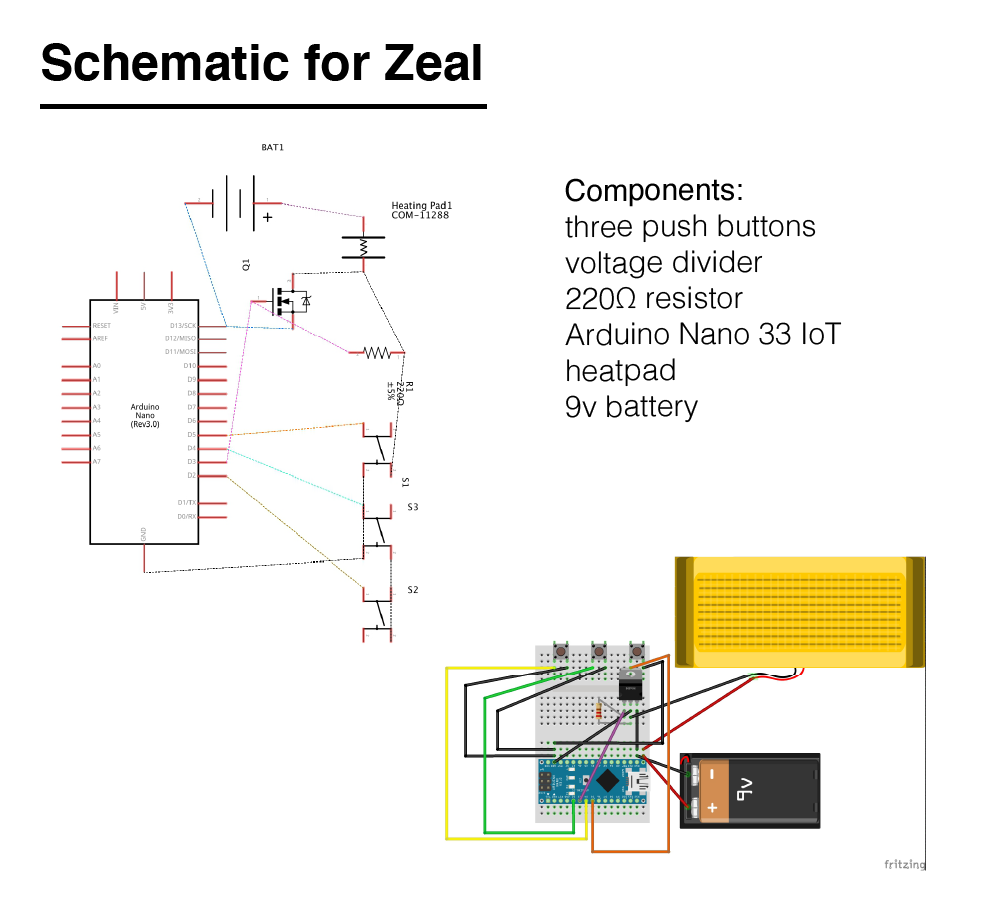 Schematic for Zeal
BAT1
+
Heating Pad1
COM-11288
Q1
VIN
5V
3V3
RESET
AREF
A0
A1
A2
A3
A4
A5
A6
A7
Arduino
Nano
(Rev3.0)
D13/SCK
D12/MISO
D11/MOSI
D10
D9
D8
D7
D6
D5
D4
D3
D2
D1/TX
D0/RX
GND
R1
220Ω
±5%
S1
S3
S2
Components:
three push buttons
voltage divider
220Ω resistor
Arduino Nano 33 IoT
heatpad
9v battery
-
+
9v
fritzing